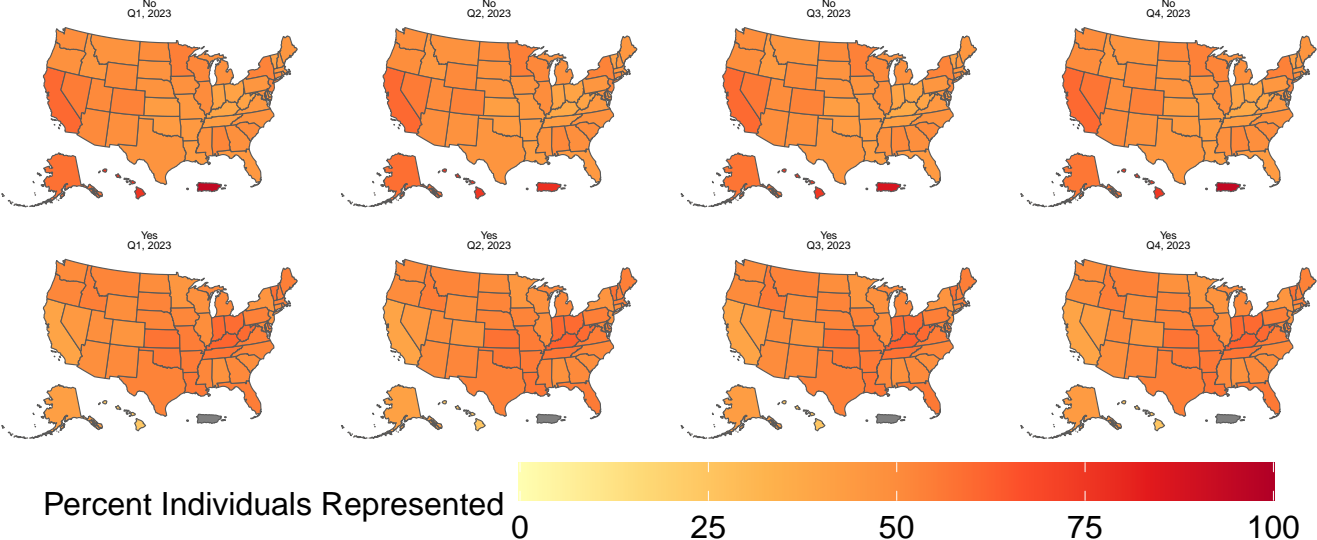 No
Q1, 2023
No
Q2, 2023
No
Q3, 2023
No
Q4, 2023
Yes
Q1, 2023
Yes
Q2, 2023
Yes
Q3, 2023
Yes
Q4, 2023
Percent Individuals Represented
0 25 50 75 100